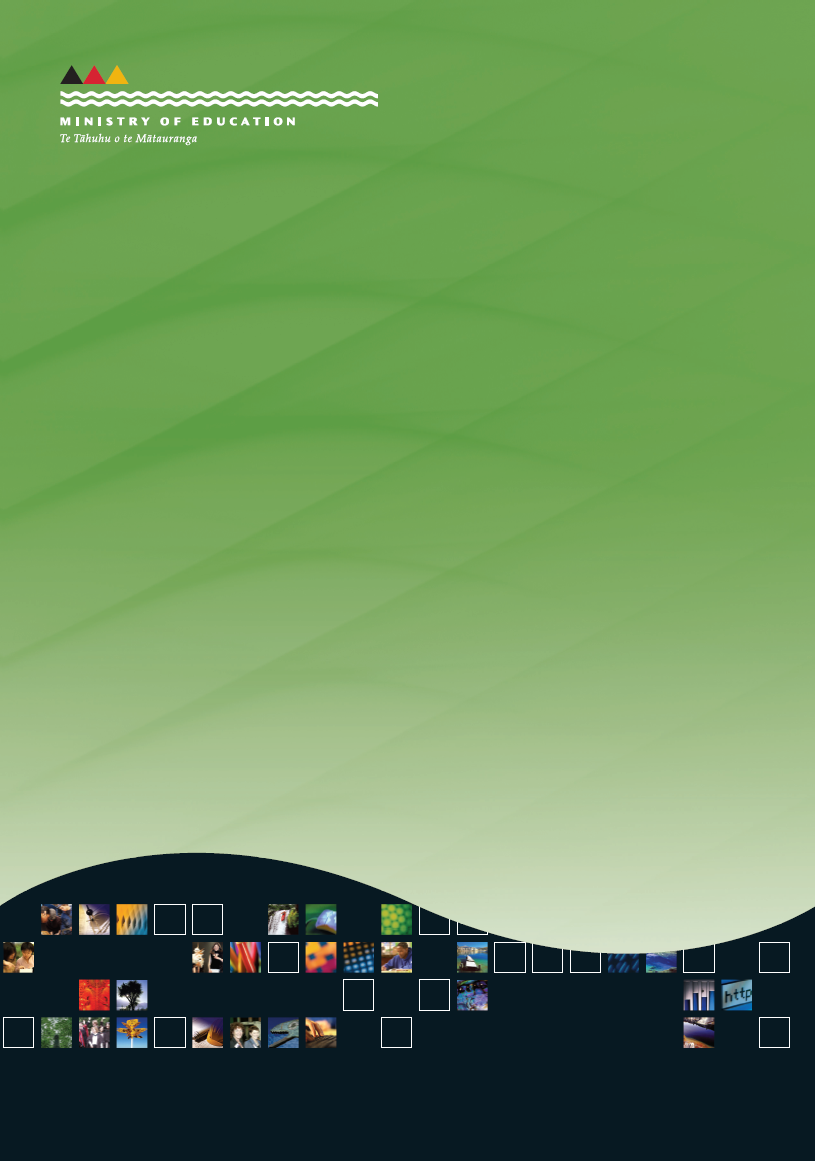 MINISTRY OF EDUCATION
Te Tāhuhu o te Mātauranga
http